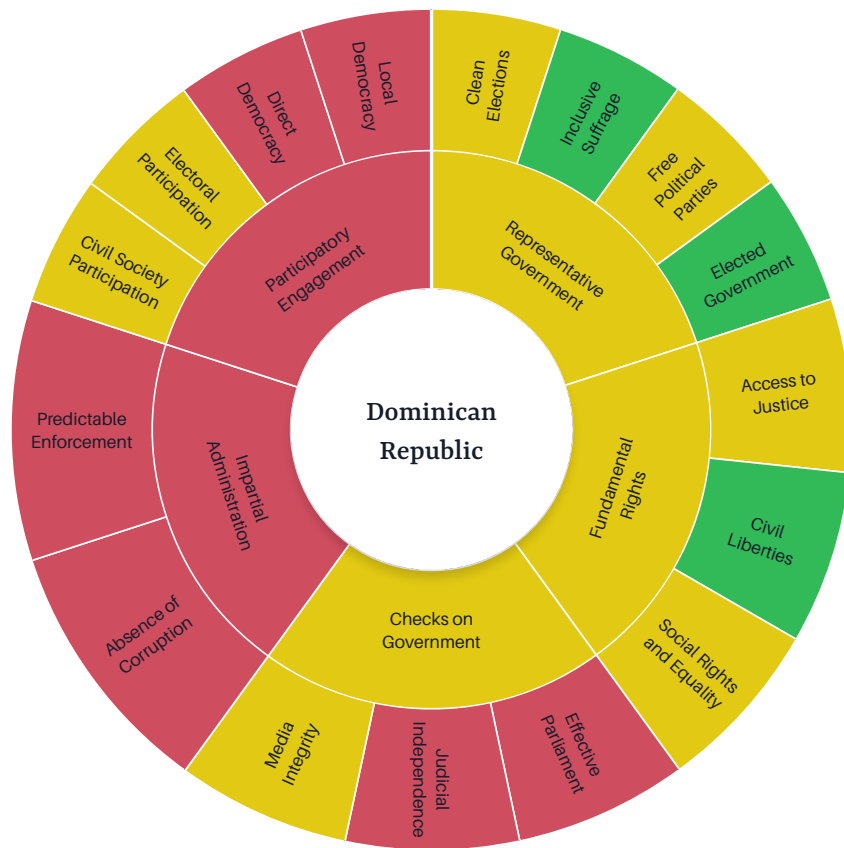 Dominican
Republic
Representative
Government
Fundamental
Rights
Checks on
Government
Impartial
Administration
Participatory
Engagement
Clean
Elections
Inclusive
Suffrage
Free
Political
Parties
Elected
Government
Access to
Justice
Civil
Liberties
Social Rights
and Equality
Effective
Parliament
Judicial
Independence
Media
Integrity
Absence of
Corruption
Predictable
Enforcement
Civil Society
Participation
Electoral
Participation
Direct
Democracy
Local
Democracy